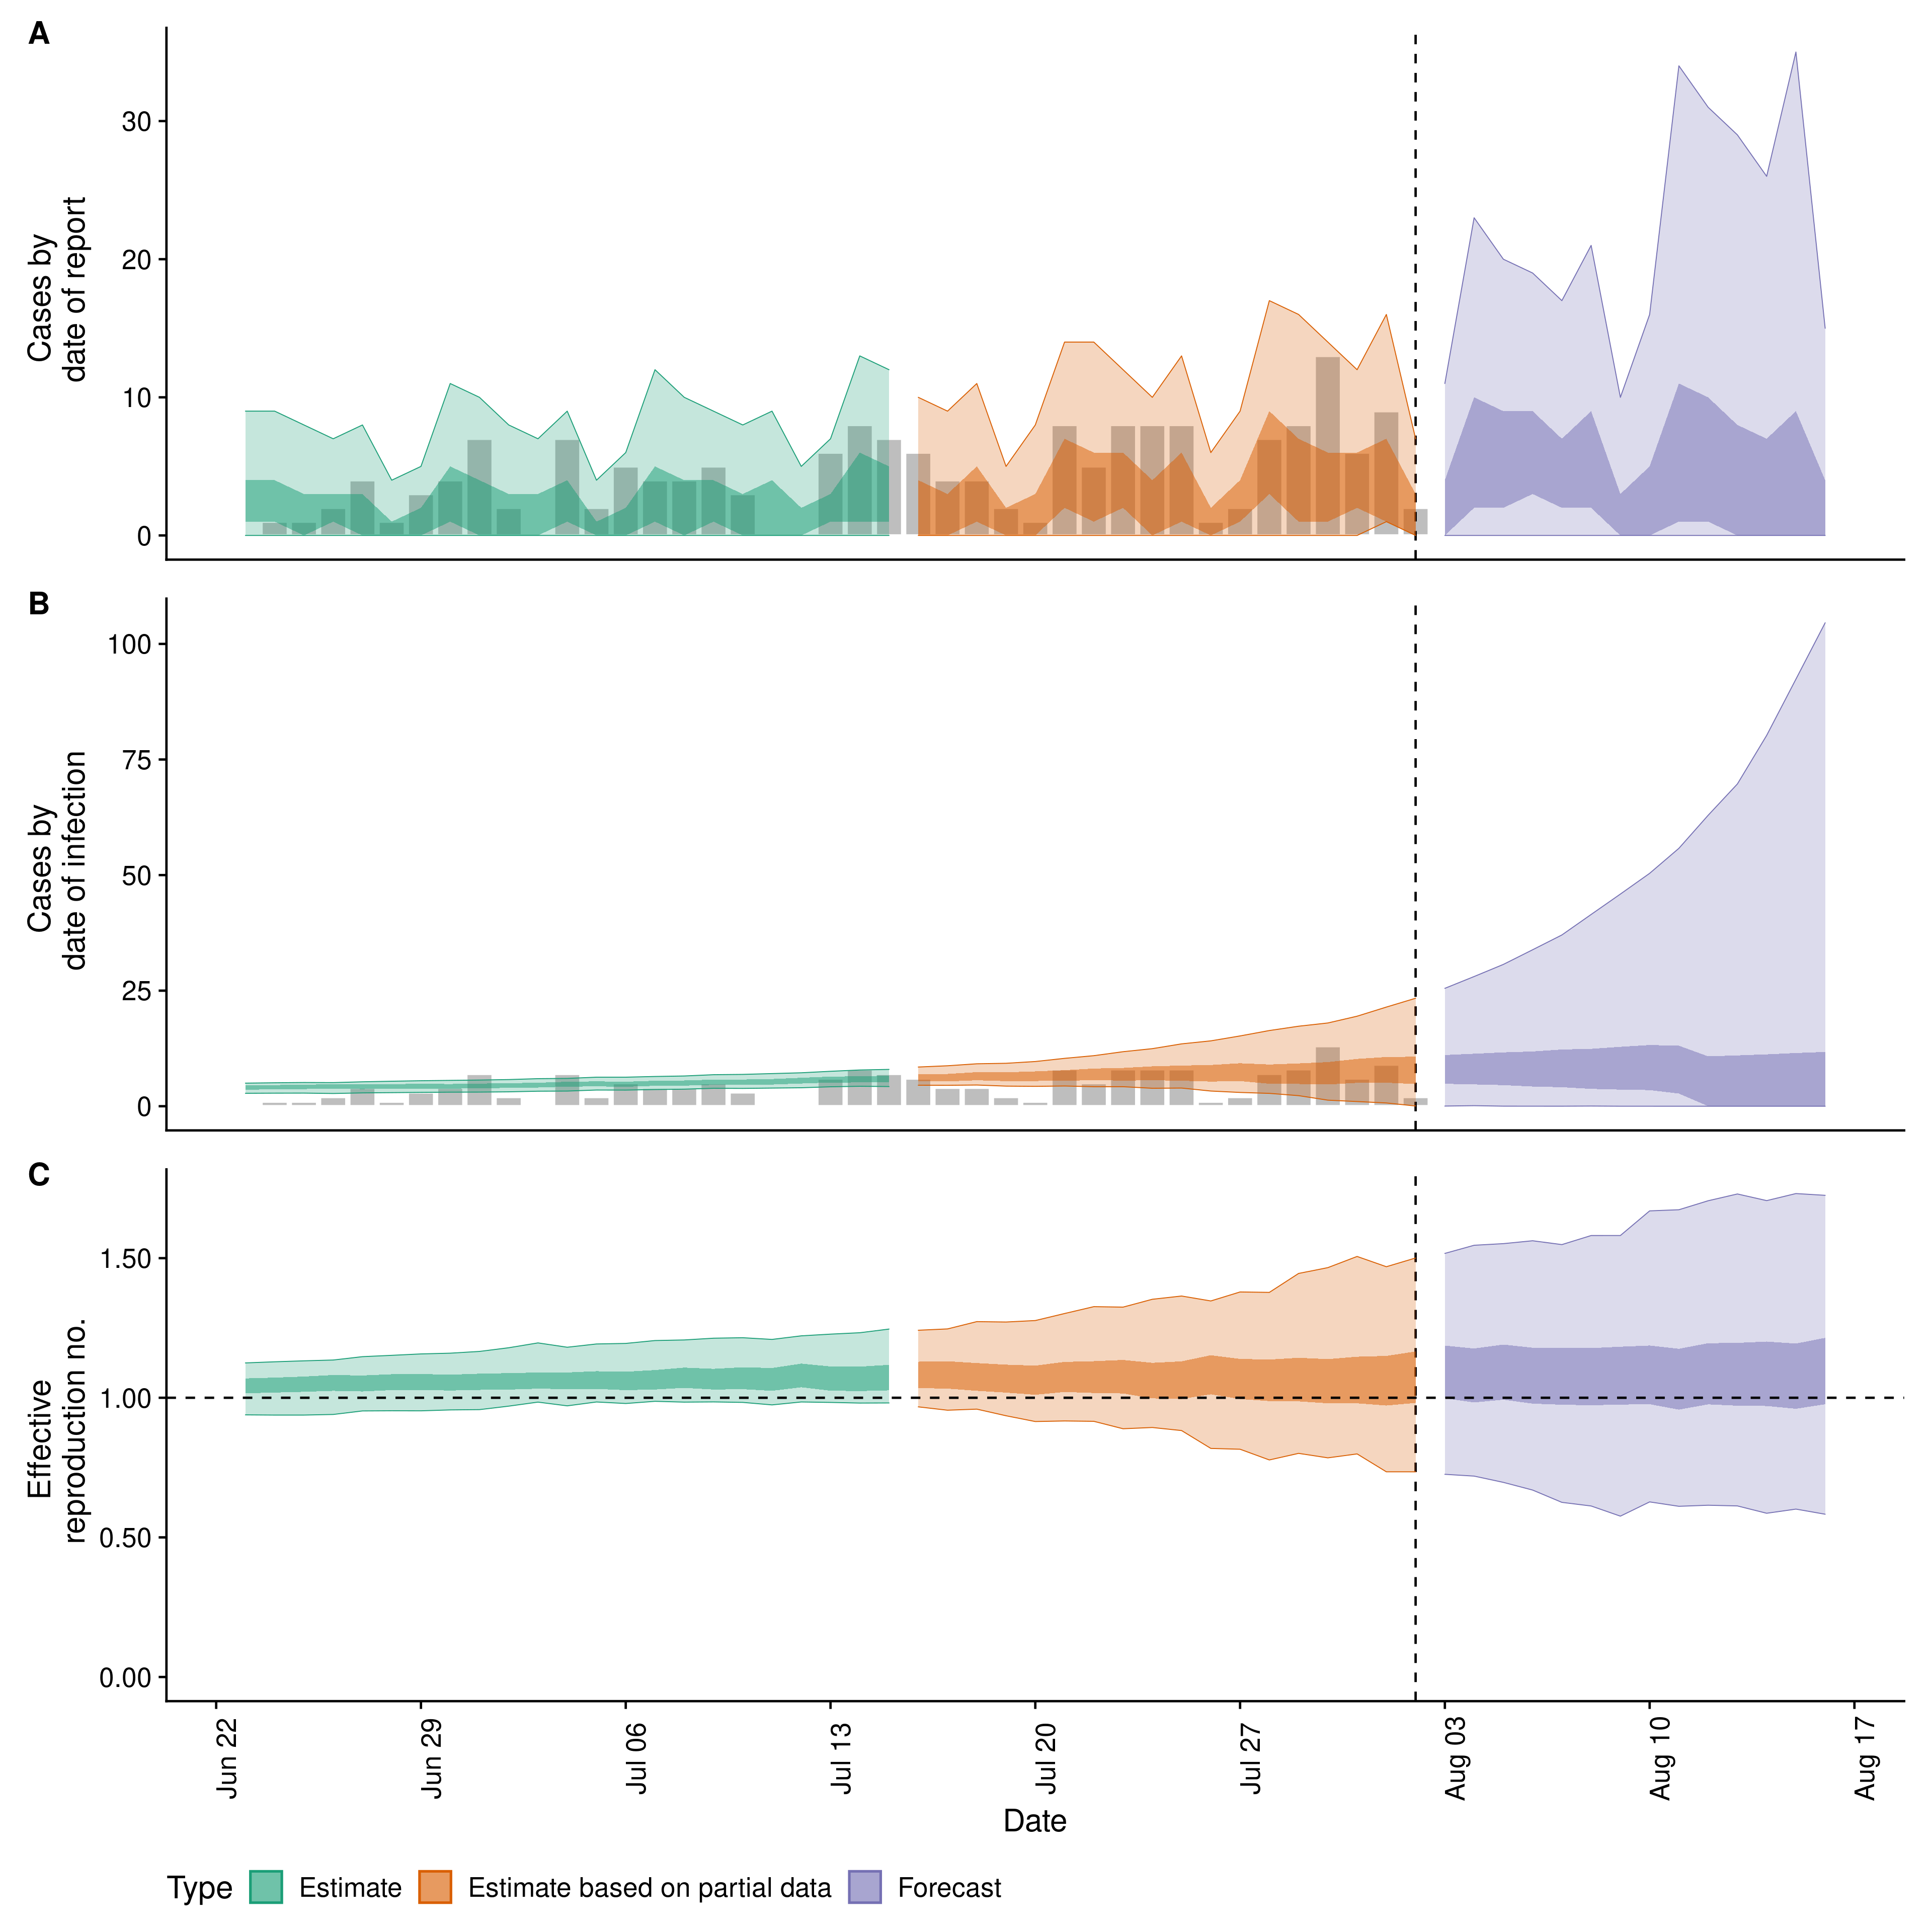 A
Cases by
date of report
30
20
10
0
B
Cases by
date of infection
100
75
50
25
0
C
Effective
reproduction no.
1.50
1.00
0.50
0.00
Jun 22
Jun 29
Jul 06
Jul 13
Jul 20
Jul 27
Aug 03
Aug 10
Aug 17
Date
Type
Estimate
Estimate based on partial data
Forecast